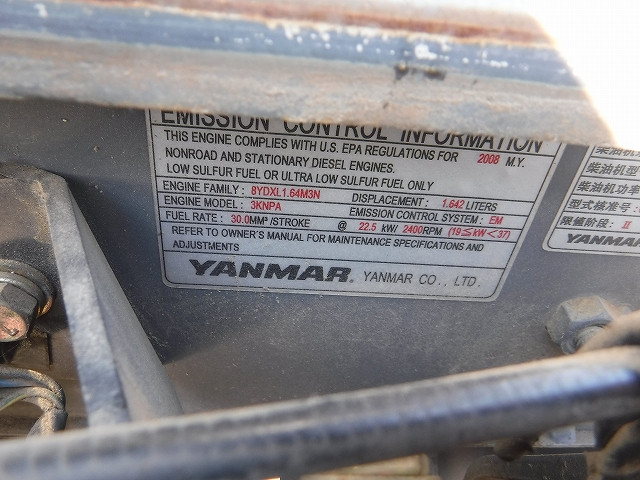 EMISSION CONTROL INFORMATION
THIS ENGINE COMPLIES WITH U.S. EPA REGULATIONS FOR 2008 M.Y.
NONROAD AND STATIONARY DIESEL ENGINES.
LOW SULFUR FUEL OR ULTRA LOW SULFUR FUEL ONLY
ENGINE FAMILY : 8YDXL1.64M3N DISPLACEMENT : 1.642 LITERS
ENGINE MODEL : 3KNPA EMISSION CONTROL SYSTEM : EM
FUEL RATE : 30.0MM³/STROKE @ 22.5 kW/ 2400RPM (19≦kW<37)
REFER TO OWNER'S MANUAL FOR MAINTENANCE SPECIFICATIONS AND
ADJUSTMENTS
YANMAR. YANMAR CO., LTD.
柴油机型
柴油机功
型式核准号
限值阶段: II
YANMAR